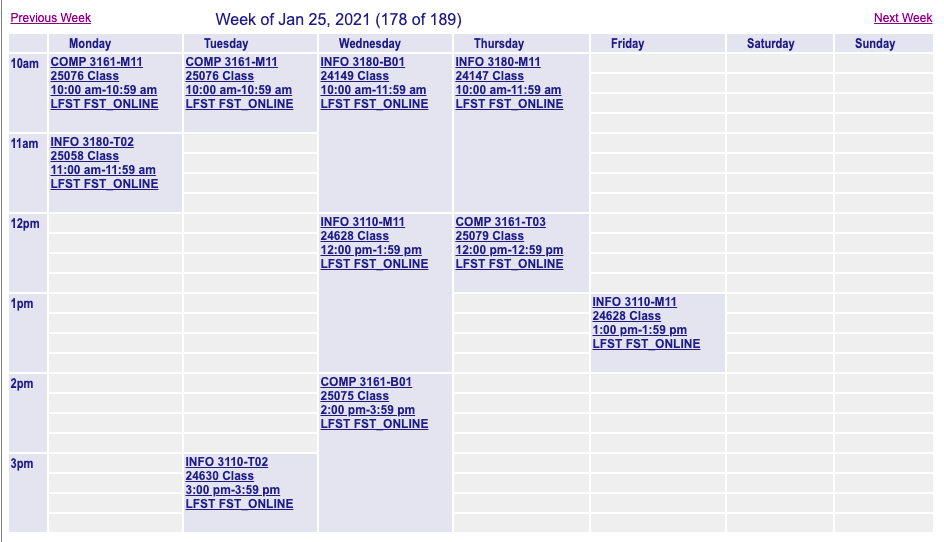 Previous Week
Week of Jan 25, 2021 (178 of 189)
Next Week
Monday
Tuesday
Wednesday
Thursday
Friday
Saturday
Sunday
10am
COMP 3161-M11
25076 Class
10:00 am-10:59 am
LFST FST_ONLINE
COMP 3161-M11
25076 Class
10:00 am-10:59 am
LFST FST_ONLINE
INFO 3180-B01
24149 Class
10:00 am-11:59 am
LFST FST_ONLINE
INFO 3180-M11
24147 Class
10:00 am-11:59 am
LFST FST_ONLINE
11am
INFO 3180-T02
25058 Class
11:00 am-11:59 am
LFST FST_ONLINE
12pm
INFO 3110-M11
24628 Class
12:00 pm-1:59 pm
LFST FST_ONLINE
COMP 3161-T03
25079 Class
12:00 pm-12:59 pm
LFST FST_ONLINE
1pm
INFO 3110-M11
24628 Class
1:00 pm-1:59 pm
LFST FST_ONLINE
2pm
COMP 3161-B01
25075 Class
2:00 pm-3:59 pm
LFST FST_ONLINE
3pm
INFO 3110-T02
24630 Class
3:00 pm-3:59 pm
LFST FST_ONLINE